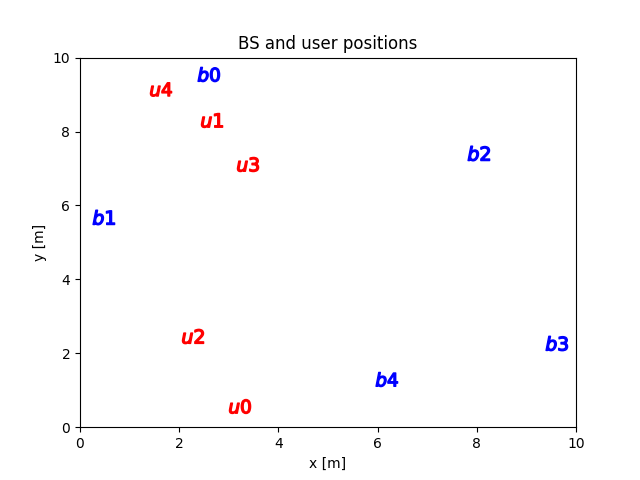 BS and user positions
10
b0
u4
u1
8
b2
u3
6
b1
y [m]
4
u2
b3
2
b4
u0
0
0 2 4 6 8 10
x [m]